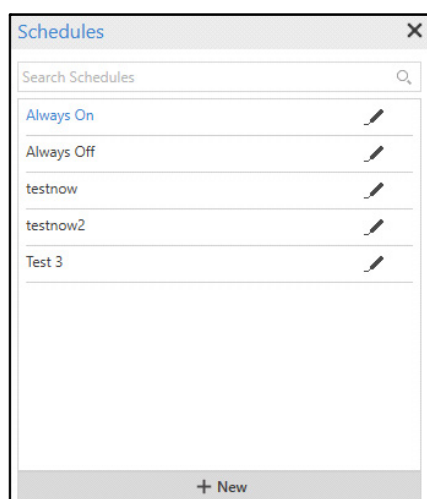 Schedules
Search Schedules
Always On
Always Off
testnow
testnow2
Test 3
+ New